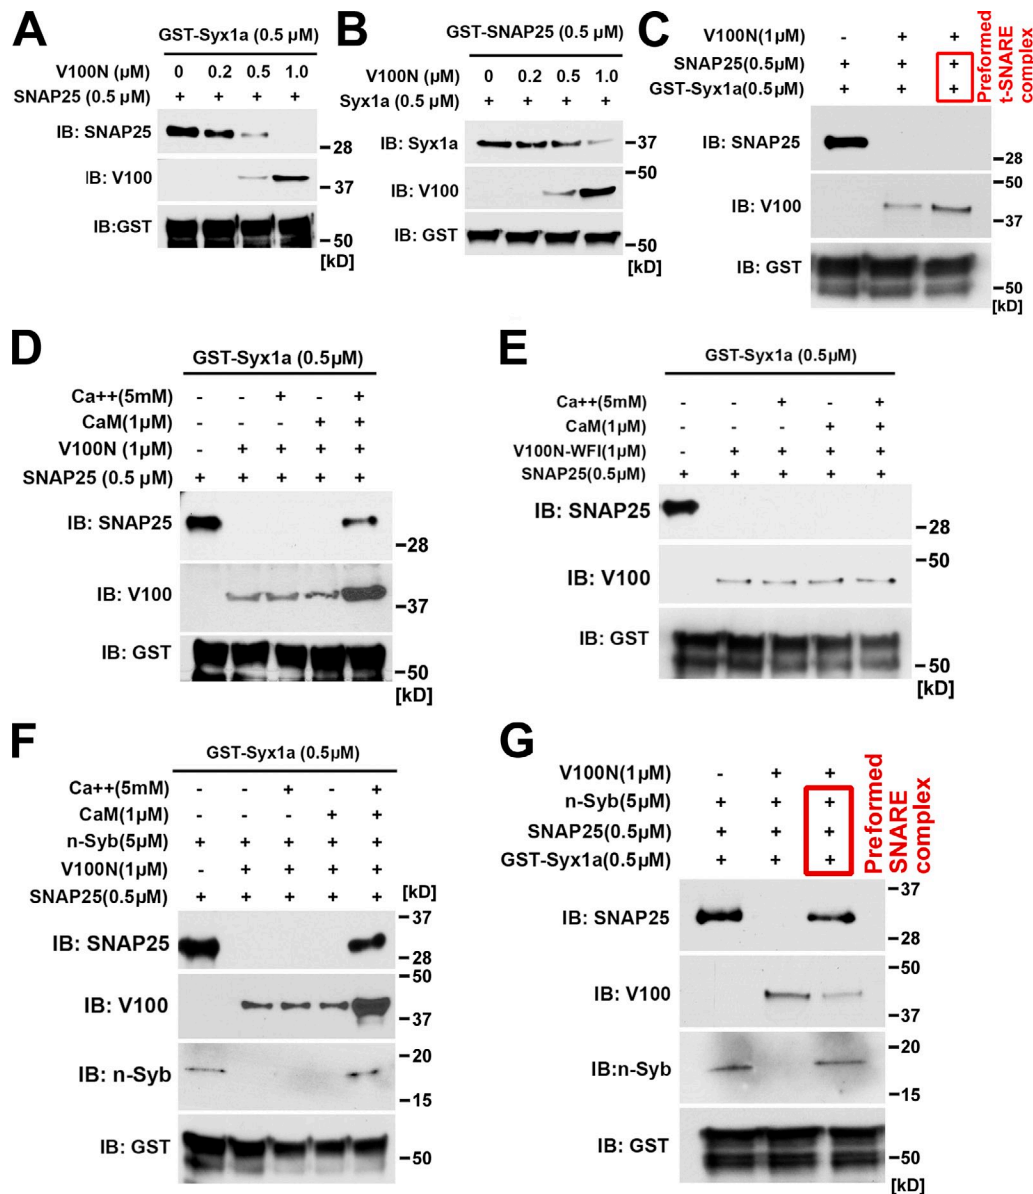 A
GST-Syx1a (0.5 µM)
V100N (µM) 0 0.2 0.5 1.0
SNAP25 (0.5 µM) + + + +
IB: SNAP25
28
IB: V100
37
IB:GST
50
[kD]
B
GST-SNAP25 (0.5 µM)
V100N (µM) 0 0.2 0.5 1.0
Syx1a (0.5 µM) + + + +
IB: Syx1a
37
50
IB: V100
37
IB: GST
50
[kD]
C
V100N(1µM) - + +
SNAP25(0.5µM) + + +
GST-Syx1a(0.5µM) + + +
Preformed
t-SNARE
complex
IB: SNAP25
28
50
IB: V100
37
IB: GST
50
[kD]
D
GST-Syx1a (0.5µM)
Ca++(5mM) - - + - +
CaM(1µM) - - - + +
V100N (1µM) - + + + +
SNAP25 (0.5 µM) + + + + +
IB: SNAP25
28
IB: V100
37
IB: GST
50
[kD]
E
GST-Syx1a (0.5µM)
Ca++(5mM) - - + - +
CaM(1µM) - - - + +
V100N-WFI(1µM) - + + + +
SNAP25(0.5µM) + + + + +
IB: SNAP25
28
50
IB: V100
37
IB: GST
50
[kD]
F
GST-Syx1a (0.5µM)
Ca++(5mM) - - + - +
CaM(1µM) - - - + +
n-Syb(5µM) + + + + +
V100N(1µM) - + + + +
SNAP25(0.5µM) + + + + +
[kD]
37
IB: SNAP25
28
50
IB: V100
37
20
IB: n-Syb
15
IB: GST
50
G
V100N(1µM) - + +
n-Syb(5µM) + + +
SNAP25(0.5µM) + + +
GST-Syx1a(0.5µM) + + +
Preformed
SNARE
complex
37
IB: SNAP25
28
50
IB: V100
37
20
IB:n-Syb
15
IB: GST
50
[kD]